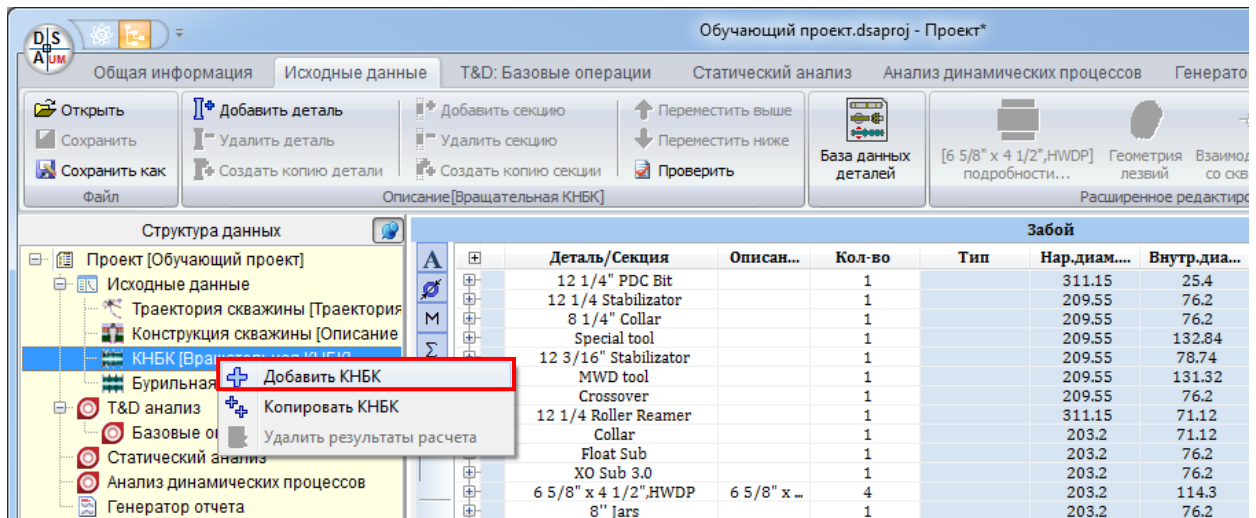 D S A UM
Обучающий проект.dsaproj - Проект*
Общая информация Исходные данные T&D: Базовые операции Статический анализ Анализ динамических процессов Генерато
Открыть Добавить деталь Добавить секцию Переместить выше
Сохранить Удалить деталь Удалить секцию Переместить ниже
Сохранить как Создать копию детали Создать копию секции Проверить
База данных деталей
[6 5/8" x 4 1/2",HWDP] подробности...
Геометрия лезвий
Взаимод со скв
Файл Описание[Вращательная КНБК] Расширенное редактиро
Структура данных
Проект [Обучающий проект]
Исходные данные
Траектория скважины [Траектория
Конструкция скважины [Описание
КНБК [Вращательная КНБК]
Бурильная
T&D анализ
Базовые оп
Статический анализ
Анализ динамических процессов
Генератор отчета
Добавить КНБК
Копировать КНБК
Удалить результаты расчета
A
M
Σ
Забой
Деталь/Секция Описан... Кол-во Тип Нар.диам.... Внутр.диа...
12 1/4" PDC Bit 1 311.15 25.4
12 1/4 Stabilizator 1 209.55 76.2
8 1/4" Collar 1 209.55 76.2
Special tool 1 209.55 132.84
12 3/16" Stabilizator 1 209.55 78.74
MWD tool 1 209.55 131.32
Crossover 1 209.55 76.2
12 1/4 Roller Reamer 1 311.15 71.12
Collar 1 203.2 71.12
Float Sub 1 203.2 76.2
XO Sub 3.0 1 203.2 76.2
6 5/8" x 4 1/2",HWDP 6 5/8" x ... 4 203.2 114.3
8" Jars 1 203.2 76.2